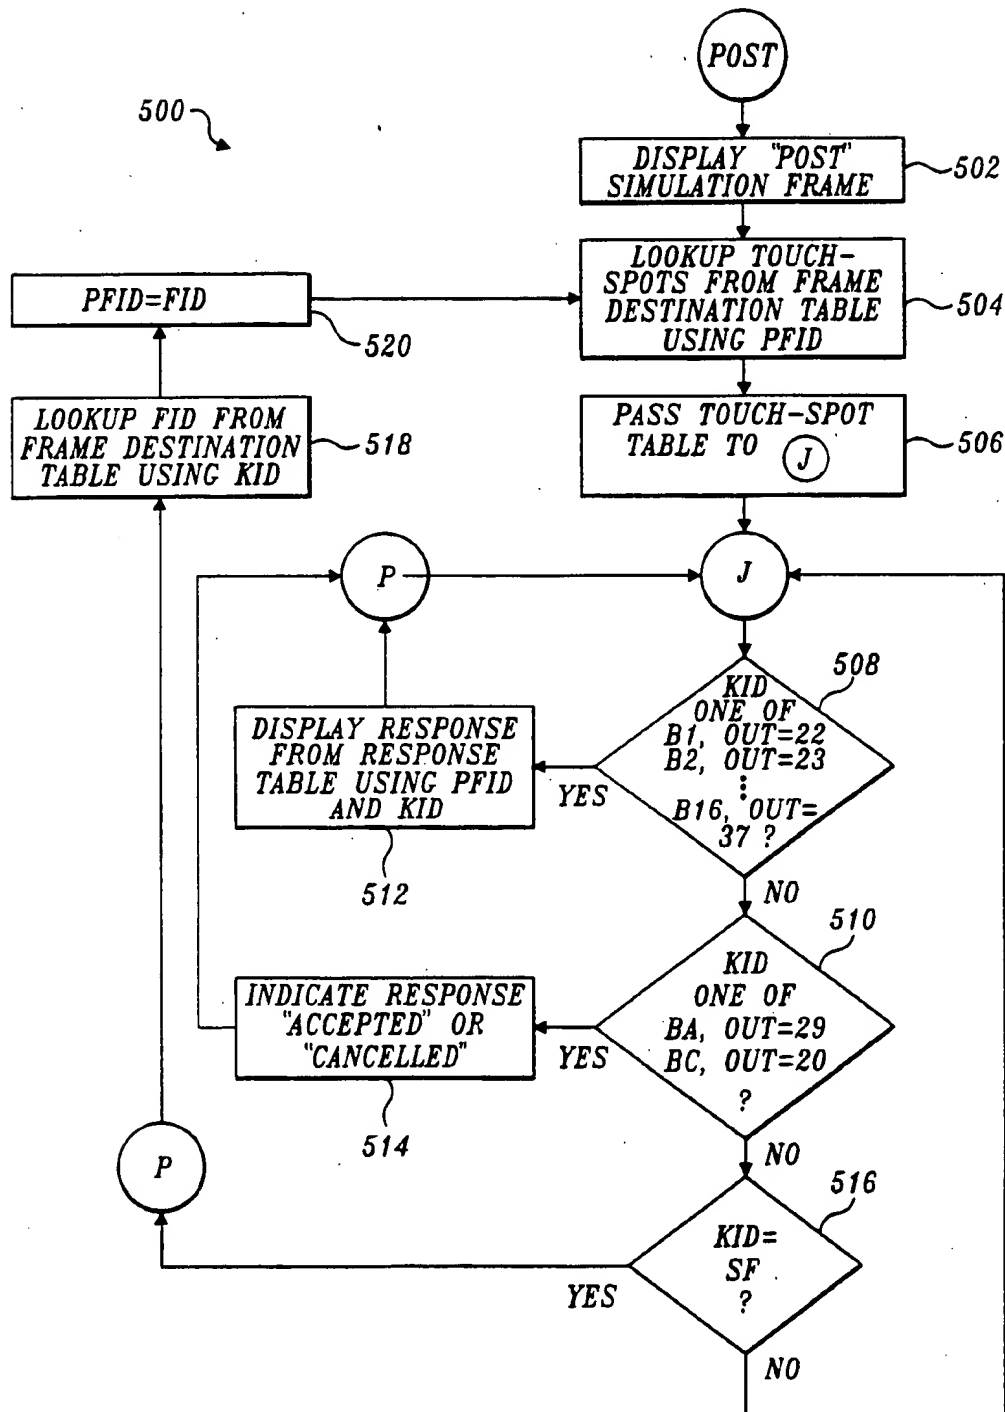 POST
500
DISPLAY "POST"
SIMULATION FRAME
502
LOOKUP TOUCH-
SPOTS FROM FRAME
DESTINATION TABLE
USING PFID
504
PFID=FID
520
LOOKUP FID FROM
FRAME DESTINATION
TABLE USING KID
518
PASS TOUCH-SPOT
TABLE TO J
506
P
J
KID
ONE OF
B1, OUT=22
B2, OUT=23
⋮
B16, OUT=
37 ?
508
YES
NO
DISPLAY RESPONSE
FROM RESPONSE
TABLE USING PFID
AND KID
512
KID
ONE OF
BA, OUT=29
BC, OUT=20
?
510
YES
NO
INDICATE RESPONSE
"ACCEPTED" OR
"CANCELLED"
514
P
KID=
SF
?
516
YES
NO